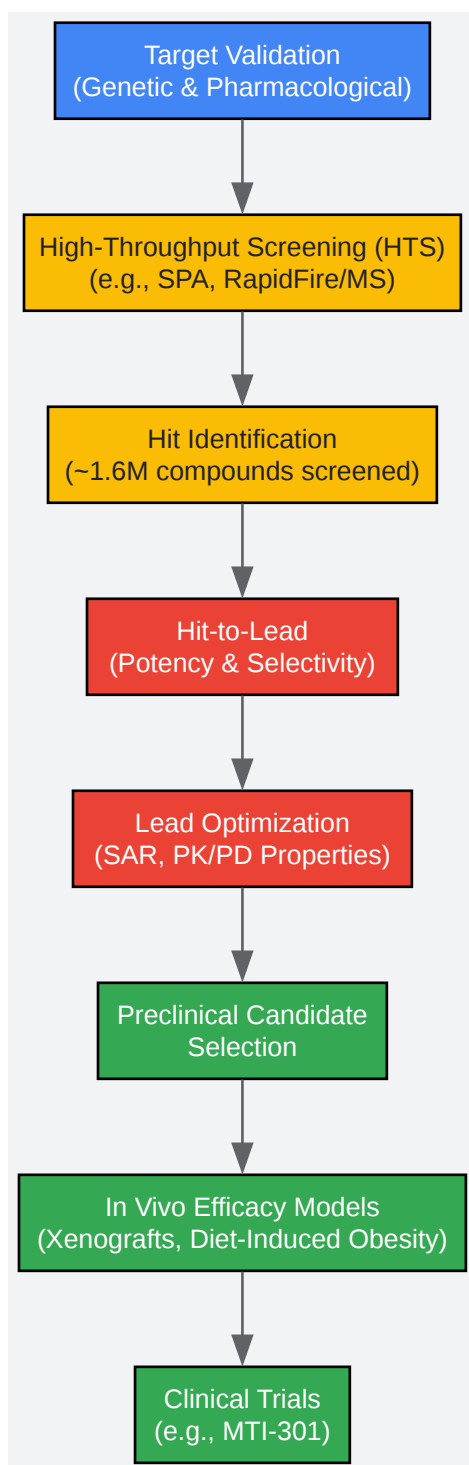 Target Validation
(Genetic & Pharmacological)
High-Throughput Screening (HTS)
(e.g., SPA, RapidFire/MS)
Hit Identification
(~1.6M compounds screened)
Hit-to-Lead
(Potency & Selectivity)
Lead Optimization
(SAR, PK/PD Properties)
Preclinical Candidate
Selection
In Vivo Efficacy Models
(Xenografts, Diet-Induced Obesity)
Clinical Trials
(e.g., MTI-301)